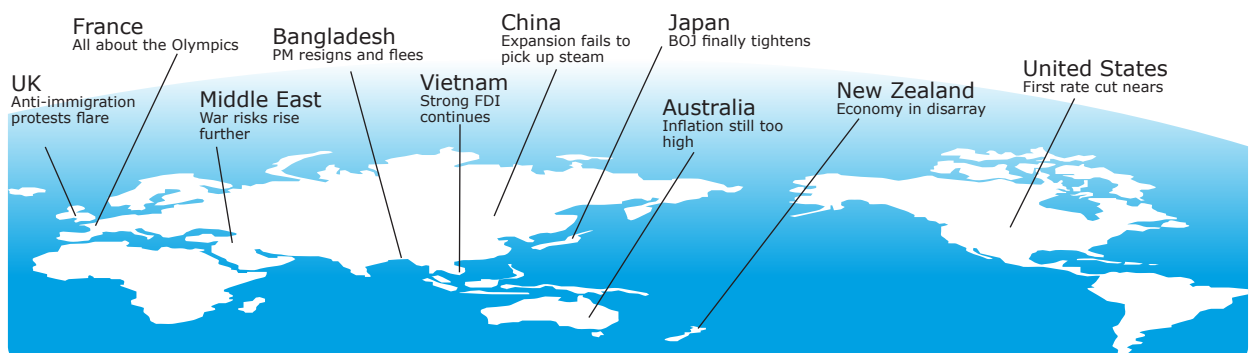 France
All about the Olympics
UK
Anti-immigration
protests flare
Middle East
War risks rise
further
Bangladesh
PM resigns and flees
Vietnam
Strong FDI
continues
China
Expansion fails to
pick up steam
Japan
BOJ finally tightens
Australia
Inflation still too
high
New Zealand
Economy in disarray
United States
First rate cut nears